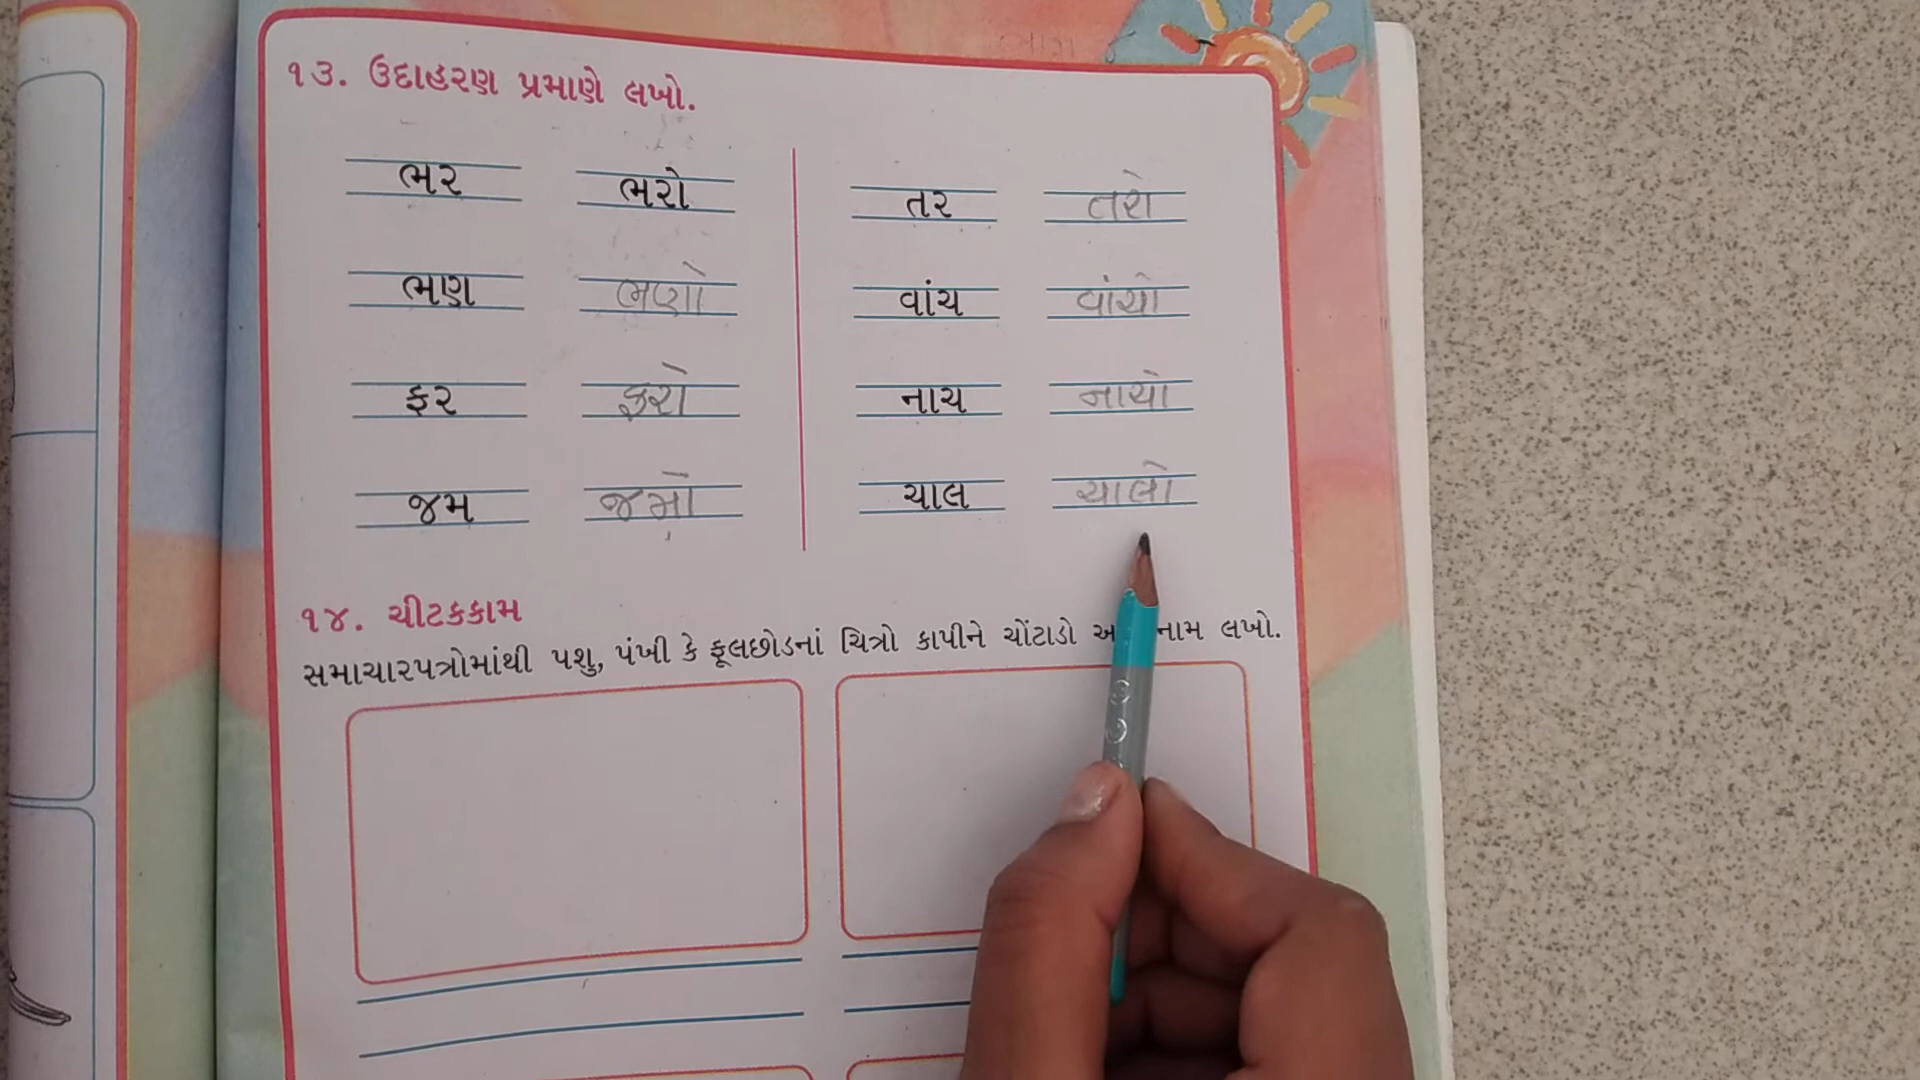 ૧૩. ઉદાહરણ પ્રમાણે લખો.
ભર ભરો તર તરો
ભણ ભણો વાંચ વાંચો
ફર ફરો નાચ નાચો
જમ જમો ચાલ ચાલો
૧૪. ચીટકકામ
સમાચારપત્રોમાંથી પશુ, પંખી કે ફૂલછોડનાં ચિત્રો કાપીને ચોંટાડો નામ લખો.